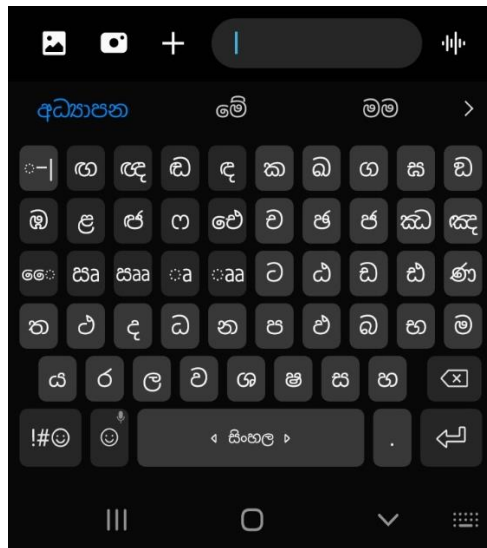 අධ්‍යාපන මේ මම
ඟ ඥ ඬ ඳ ක ඛ ග ඝ ඞ
ඹ ළ ඦ ෆ ඓ ච ඡ ජ ඣ ඤ
ෛ ඍ ඎ ෘ ෲ ට ඨ ඩ ඪ ණ
ත ථ ද ධ න ප ඵ බ භ ම
ය ර ල ව ශ ෂ ස හ
!#☺ සිංහල .